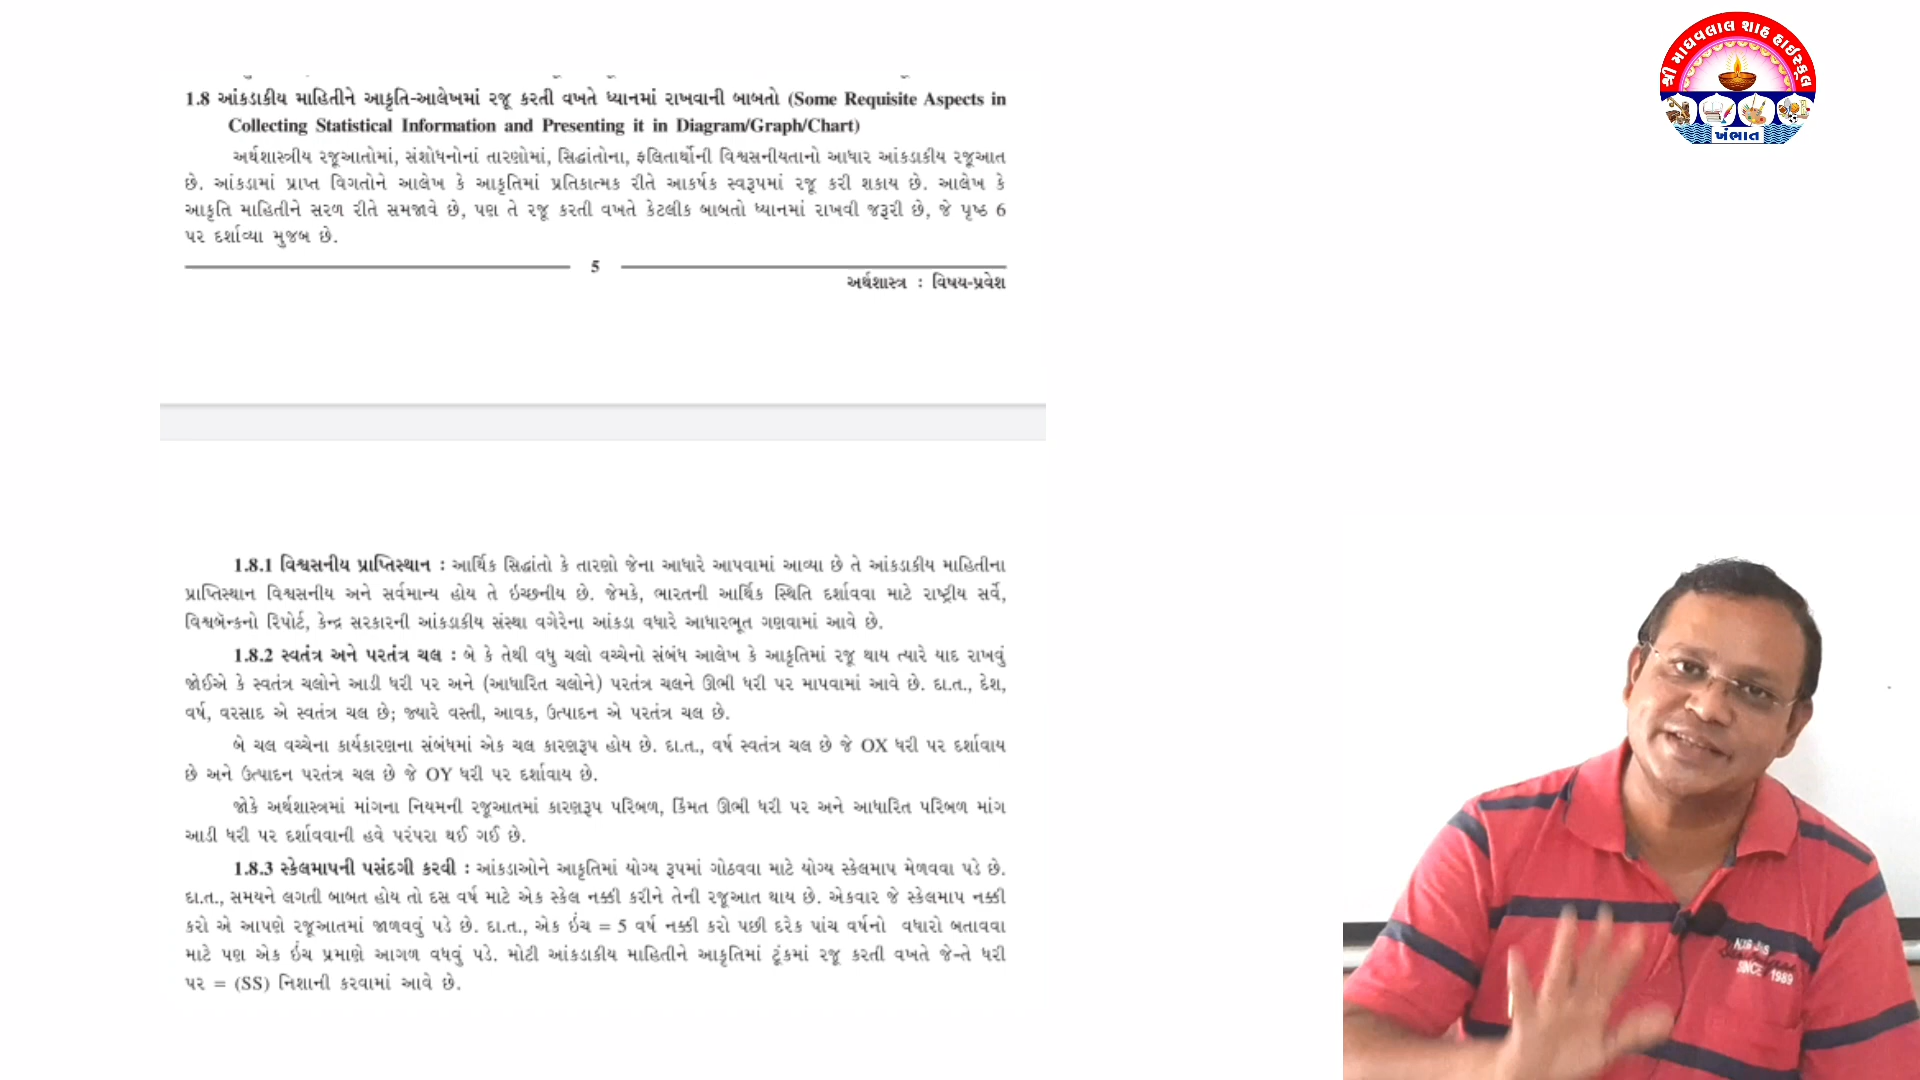 1.8 આંકડાકીય માહિતીને આકૃતિ-આલેખમાં રજૂ કરતી વખતે ધ્યાનમાં રાખવાની બાબતો (Some Requisite Aspects in
Collecting Statistical Information and Presenting it in Diagram/Graph/Chart)
અર્થશાસ્ત્રીય રજૂઆતોમાં, સંશોધનોનાં તારણોમાં, સિદ્ધાંતોના, ફલિતાર્થોની વિશ્વસનીયતાનો આધાર આંકડાકીય રજૂઆત
છે. આંકડામાં પ્રાપ્ત વિગતોને આલેખ કે આકૃતિમાં પ્રતિકાત્મક રીતે આકર્ષક સ્વરૂપમાં રજૂ કરી શકાય છે. આલેખ કે
આકૃતિ માહિતીને સરળ રીતે સમજાવે છે, પણ તે રજૂ કરતી વખતે કેટલીક બાબતો ધ્યાનમાં રાખવી જરૂરી છે, જે પૃષ્ઠ 6
પર દર્શાવ્યા મુજબ છે.
5
અર્થશાસ્ત્ર : વિષય-પ્રવેશ
1.8.1 વિશ્વસનીય પ્રાપ્તિસ્થાન : આર્થિક સિદ્ધાંતો કે તારણો જેના આધારે આપવામાં આવ્યા છે તે આંકડાકીય માહિતીના
પ્રાપ્તિસ્થાન વિશ્વસનીય અને સર્વમાન્ય હોય તે ઇચ્છનીય છે. જેમકે, ભારતની આર્થિક સ્થિતિ દર્શાવવા માટે રાષ્ટ્રીય સર્વે,
વિશ્વબૅન્કનો રિપોર્ટ, કેન્દ્ર સરકારની આંકડાકીય સંસ્થા વગેરેના આંકડા વધારે આધારભૂત ગણવામાં આવે છે.
1.8.2 સ્વતંત્ર અને પરતંત્ર ચલ : બે કે તેથી વધુ ચલો વચ્ચેનો સંબંધ આલેખ કે આકૃતિમાં રજૂ થાય ત્યારે યાદ રાખવું
જોઈએ કે સ્વતંત્ર ચલોને આડી ધરી પર અને (આધારિત ચલોને) પરતંત્ર ચલને ઊભી ધરી પર માપવામાં આવે છે. દા.ત., દેશ,
વર્ષ, વરસાદ એ સ્વતંત્ર ચલ છે; જ્યારે વસ્તી, આવક, ઉત્પાદન એ પરતંત્ર ચલ છે.
બે ચલ વચ્ચેના કાર્યકારણના સંબંધમાં એક ચલ કારણરૂપ હોય છે. દા.ત., વર્ષ સ્વતંત્ર ચલ છે જે OX ધરી પર દર્શાવાય
છે અને ઉત્પાદન પરતંત્ર ચલ છે જે OY ધરી પર દર્શાવાય છે.
જોકે અર્થશાસ્ત્રમાં માંગના નિયમની રજૂઆતમાં કારણરૂપ પરિબળ, કિંમત ઊભી ધરી પર અને આધારિત પરિબળ માંગ
આડી ધરી પર દર્શાવવાની હવે પરંપરા થઈ ગઈ છે.
1.8.3 સ્કેલમાપની પસંદગી કરવી : આંકડાઓને આકૃતિમાં યોગ્ય રૂપમાં ગોઠવવા માટે યોગ્ય સ્કેલમાપ મેળવવા પડે છે.
દા.ત., સમયને લગતી બાબત હોય તો દસ વર્ષ માટે એક સ્કેલ નક્કી કરીને તેની રજૂઆત થાય છે. એકવાર જે સ્કેલમાપ નક્કી
કરો એ આપણે રજૂઆતમાં જાળવવું પડે છે. દા.ત., એક ઇંચ = 5 વર્ષ નક્કી કરો પછી દરેક પાંચ વર્ષનો વધારો બતાવવા
માટે પણ એક ઇંચ પ્રમાણે આગળ વધવું પડે. મોટી આંકડાકીય માહિતીને આકૃતિમાં ટૂંકમાં રજૂ કરતી વખતે જે-તે ધરી
પર = (SS) નિશાની કરવામાં આવે છે.
શ્રી માધવલાલ શાહ હાઈસ્કૂલ
ખંભાત
SINCE 1989